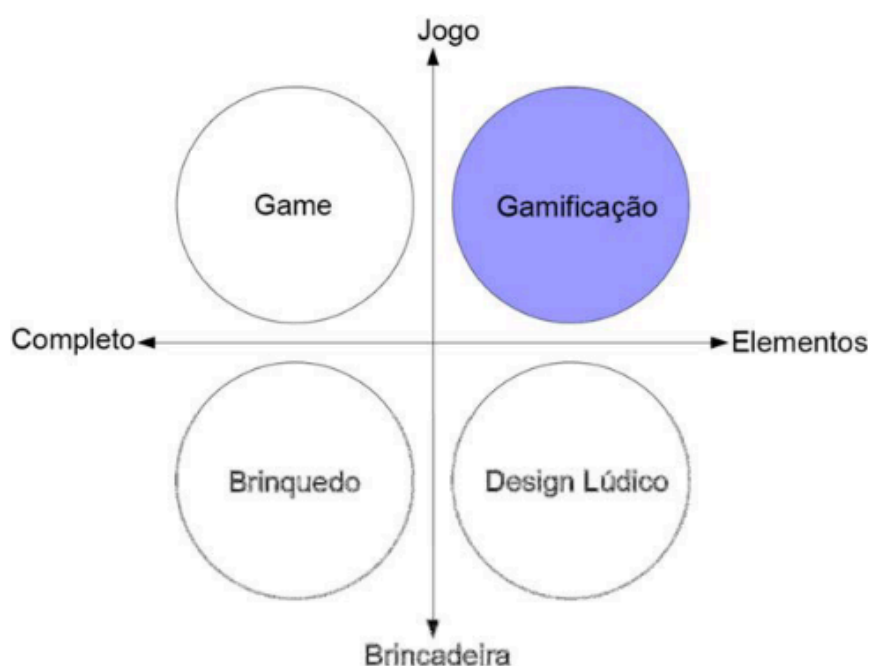 Jogo
Game
Gamificação
Completo
Elementos
Brinquedo
Design Lúdico
Brincadeira